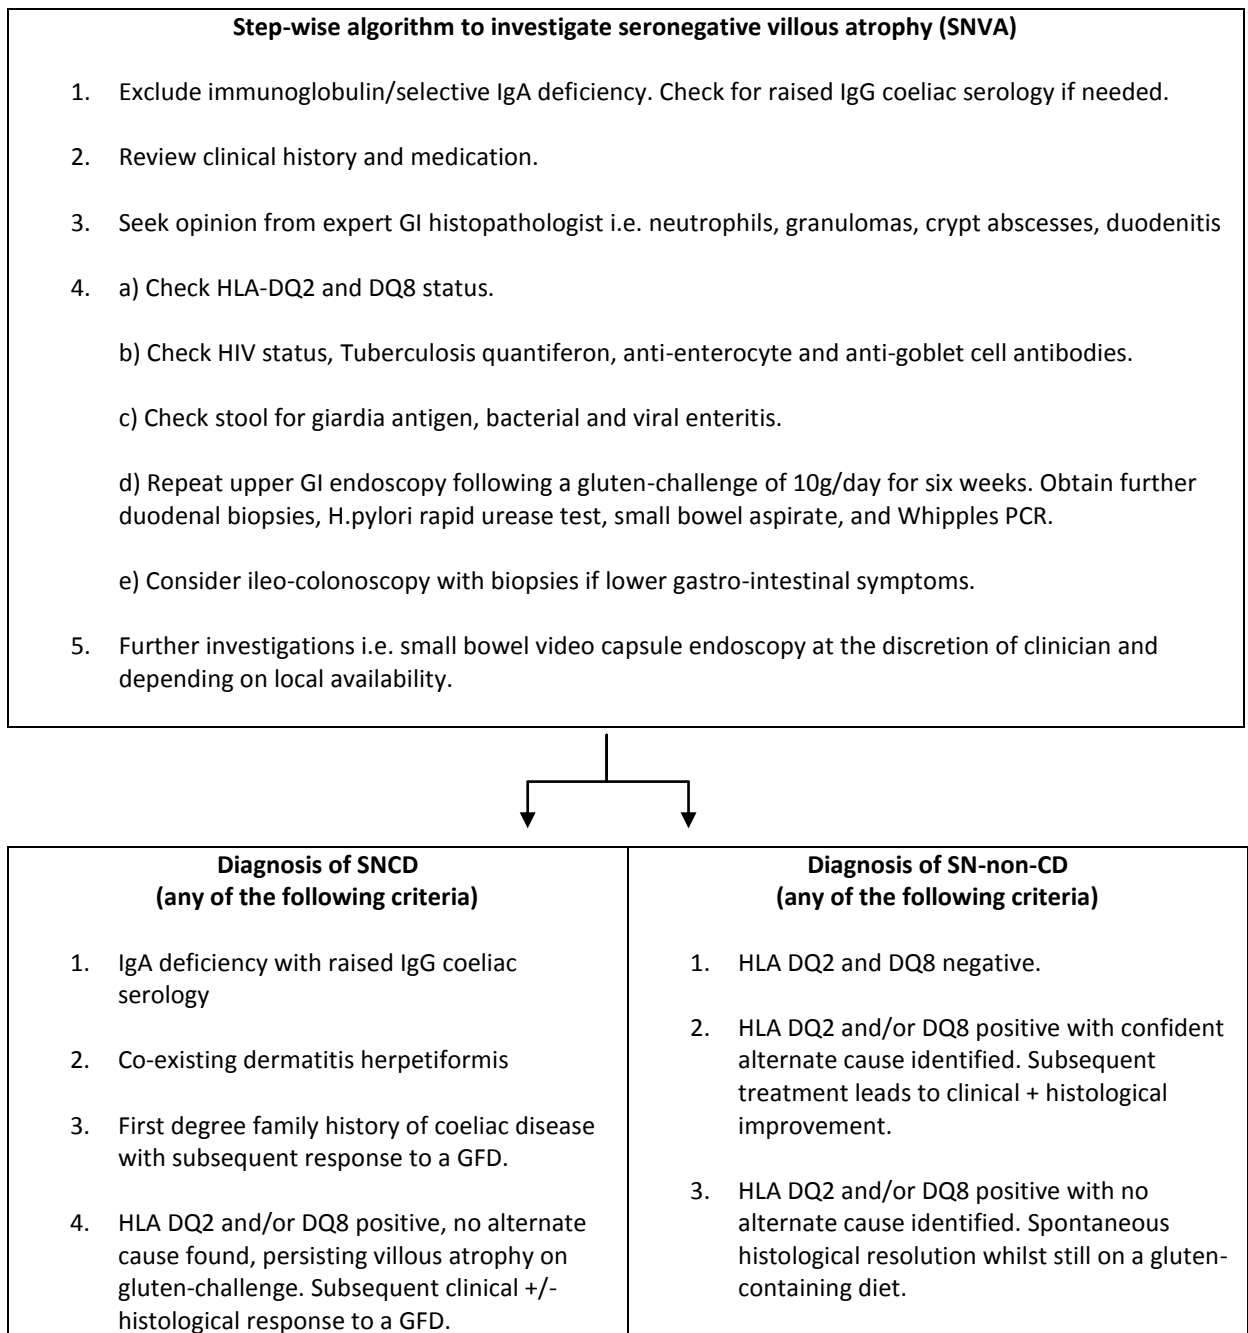 Step-wise algorithm to investigate seronegative villous atrophy (SNVA)
1. Exclude immunoglobulin/selective IgA deficiency. Check for raised IgG coeliac serology if needed.
2. Review clinical history and medication.
3. Seek opinion from expert GI histopathologist i.e. neutrophils, granulomas, crypt abscesses, duodenitis
4. a) Check HLA-DQ2 and DQ8 status.
b) Check HIV status, Tuberculosis quantiferon, anti-enterocyte and anti-goblet cell antibodies.
c) Check stool for giardia antigen, bacterial and viral enteritis.
d) Repeat upper GI endoscopy following a gluten-challenge of 10g/day for six weeks. Obtain further
duodenal biopsies, H.pylori rapid urease test, small bowel aspirate, and Whipples PCR.
e) Consider ileo-colonoscopy with biopsies if lower gastro-intestinal symptoms.
5. Further investigations i.e. small bowel video capsule endoscopy at the discretion of clinician and
depending on local availability.
Diagnosis of SNCD
(any of the following criteria)
1. IgA deficiency with raised IgG coeliac
serology
2. Co-existing dermatitis herpetiformis
3. First degree family history of coeliac disease
with subsequent response to a GFD.
4. HLA DQ2 and/or DQ8 positive, no alternate
cause found, persisting villous atrophy on
gluten-challenge. Subsequent clinical +/-
histological response to a GFD.
Diagnosis of SN-non-CD
(any of the following criteria)
1. HLA DQ2 and DQ8 negative.
2. HLA DQ2 and/or DQ8 positive with confident
alternate cause identified. Subsequent
treatment leads to clinical + histological
improvement.
3. HLA DQ2 and/or DQ8 positive with no
alternate cause identified. Spontaneous
histological resolution whilst still on a gluten-
containing diet.